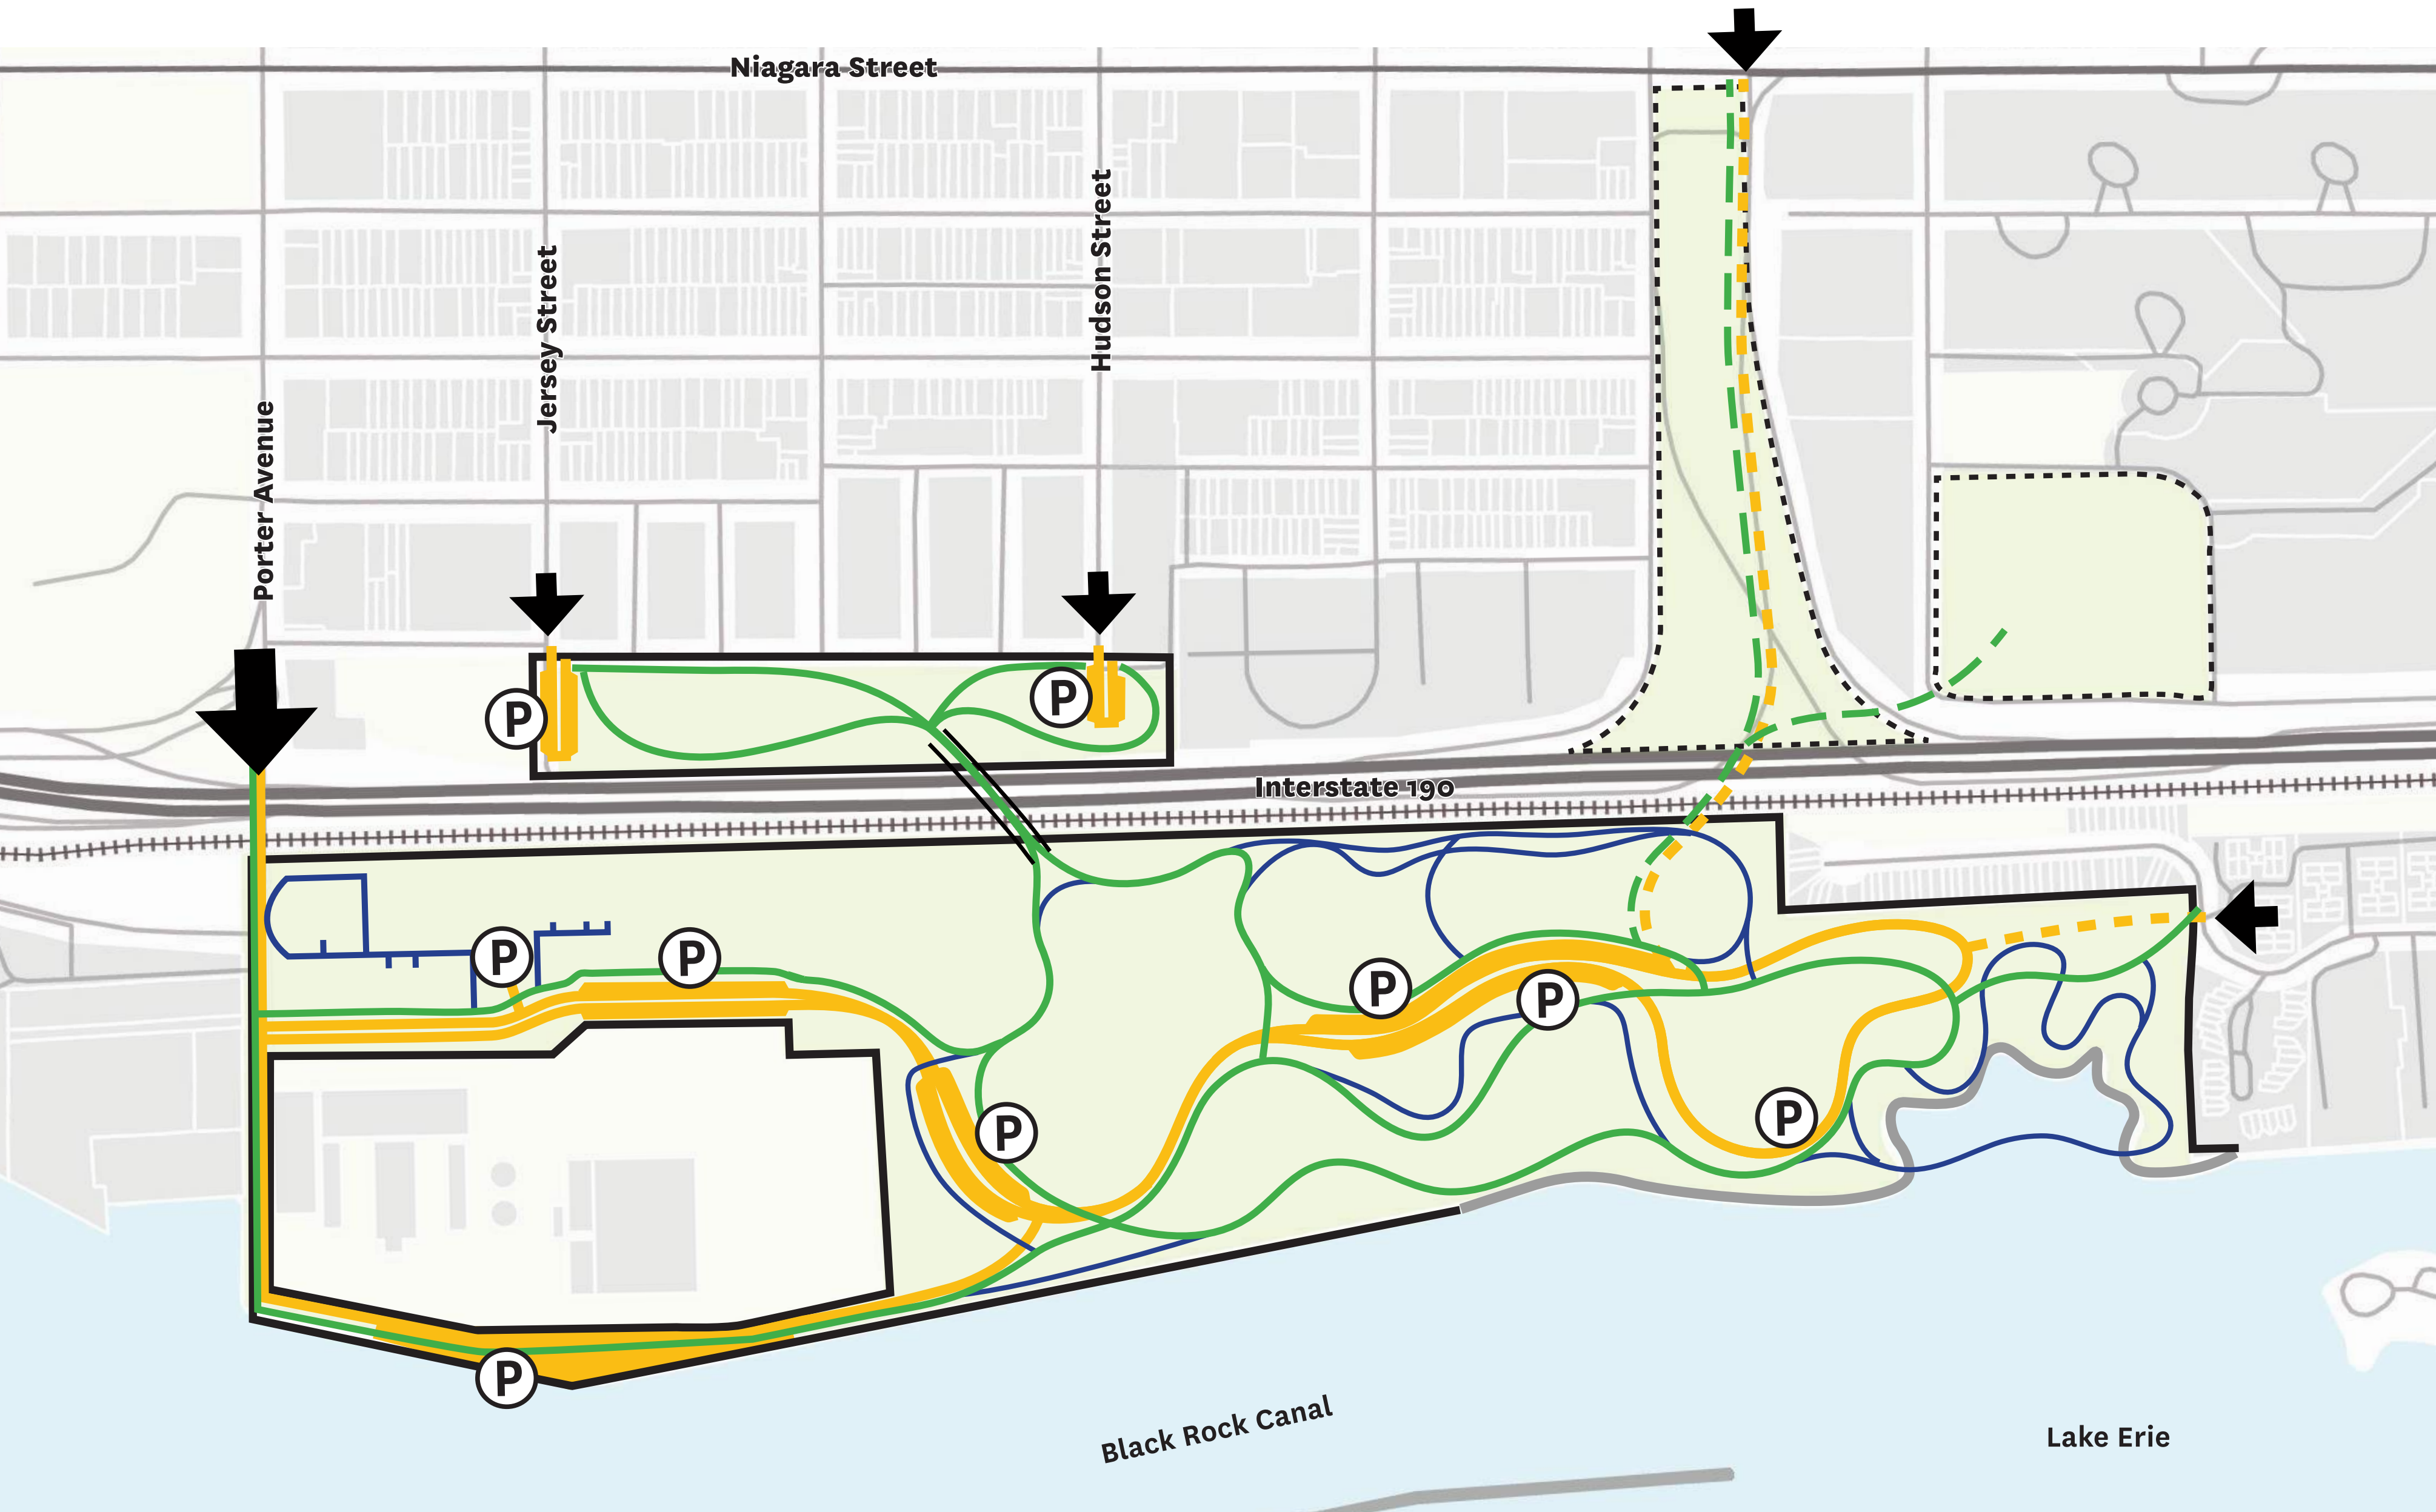 Niagara Street
Hudson Street
Jersey Street
Porter Avenue
P
P
Interstate 190
P
P
P
P
P
P
P
Black Rock Canal
Lake Erie